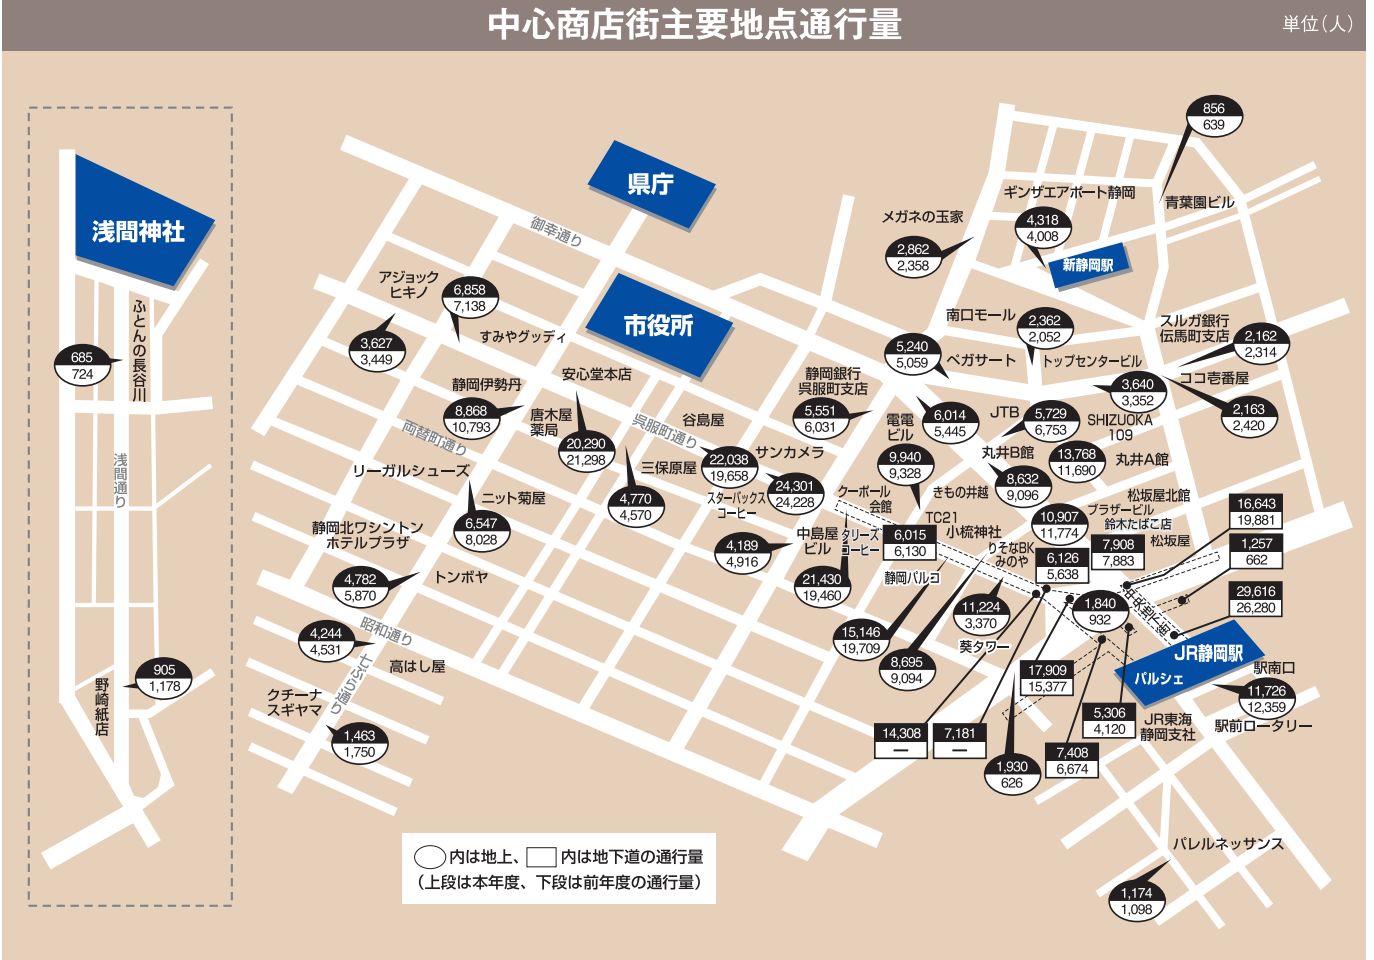 中心商店街主要地点通行量
単位（人）
浅間神社
ふとんの長谷川
685
724
浅間通り
905
1,178
野崎紙店
県庁
御幸通り
市役所
アジョック
ヒキノ
6,858
7,138
3,627
3,449
すみやグッディ
静岡伊勢丹
8,868
10,793
安心堂本店
唐木屋
薬局
20,290
21,298
両替町通り
呉服町通り
谷島屋
22,038
19,658
三保原屋
4,770
4,570
サンカメラ
24,301
24,228
スターバックス
コーヒー
リーガルシューズ
ニット菊屋
6,547
8,028
静岡北ワシントン
ホテルプラザ
4,782
5,870
トンボヤ
昭和通り
4,244
4,531
高はし屋
七ぶら通り
クチーナ
スギヤマ
1,463
1,750
856
639
青葉園ビル
ギンザエアポート静岡
4,318
4,008
メガネの玉家
2,862
2,358
新静岡駅
南口モール
2,362
2,052
5,240
5,059
ペガサート
トップセンタービル
スルガ銀行
伝馬町支店
2,162
2,314
3,640
3,352
ココ壱番屋
2,163
2,420
静岡銀行
呉服町支店
5,551
6,031
電電
ビル
9,940
9,328
6,014
5,445
JTB
5,729
6,753
SHIZUOKA
109
丸井B館
8,632
9,096
13,768
11,690
丸井A館
クーポール
会館
きもの井越
TC21
小梳神社
10,907
11,774
松坂屋北館
ブラザービル
鈴木たばこ店
松坂屋
16,643
19,881
1,257
662
29,616
26,280
中島屋
ビル
4,189
4,916
タリーズ
コーヒー
21,430
19,460
6,015
6,130
静岡パルコ
りそなBK
みのや
6,126
5,638
7,908
7,883
15,146
19,709
8,695
9,094
11,224
3,370
葵タワー
1,840
932
JR静岡駅
パルシェ
駅南口
11,726
12,359
駅前ロータリー
17,909
15,377
5,306
4,120
JR東海
静岡支社
14,308
ー
7,181
ー
1,930
626
7,408
6,674
パレルネッサンス
1,174
1,098
内は地上、 内は地下道の通行量
（上段は本年度、下段は前年度の通行量）